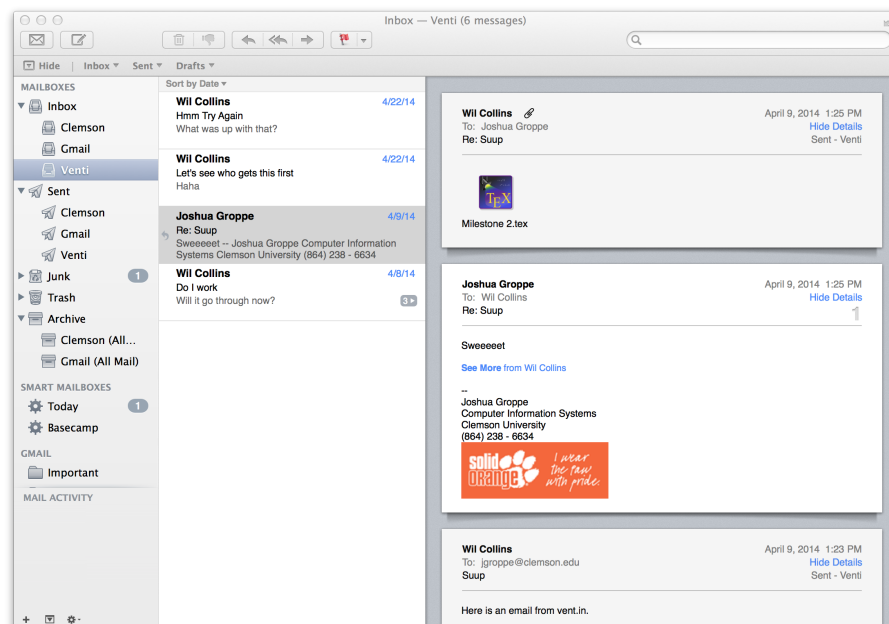 Inbox — Venti (6 messages)
Hide Inbox Sent Drafts
MAILBOXES
Inbox
Clemson
Gmail
Venti
Sent
Clemson
Gmail
Venti
Junk 1
Trash
Archive
Clemson (All...
Gmail (All Mail)
SMART MAILBOXES
Today 1
Basecamp
GMAIL
Important
MAIL ACTIVITY
Sort by Date
Wil Collins 4/22/14
Hmm Try Again
What was up with that?
Wil Collins 4/22/14
Let's see who gets this first
Haha
Joshua Groppe 4/9/14
Re: Suup
Sweeeeet -- Joshua Groppe Computer Information
Systems Clemson University (864) 238 - 6634
Wil Collins 4/8/14
Do I work
Will it go through now? 3
Wil Collins April 9, 2014 1:25 PM
To: Joshua Groppe Hide Details
Re: Suup Sent - Venti
TEX
Milestone 2.tex
Joshua Groppe April 9, 2014 1:25 PM
To: Wil Collins Hide Details
Re: Suup 1
Sweeeeet
See More from Wil Collins
--
Joshua Groppe
Computer Information Systems
Clemson University
(864) 238 - 6634
solid I wear
ORANGE the paw
with pride.
Wil Collins April 9, 2014 1:23 PM
To: jgroppe@clemson.edu Hide Details
Suup Sent - Venti
Here is an email from vent.in.